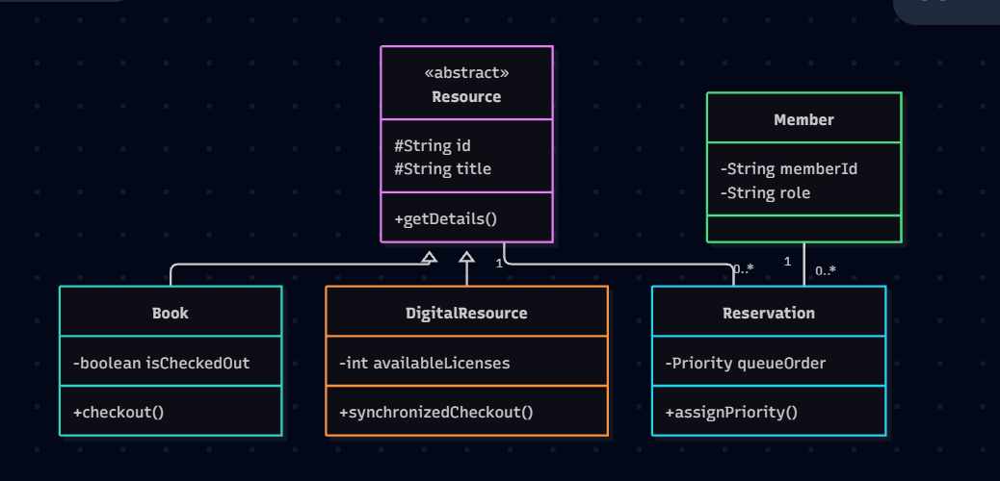 «abstract»
Resource
#String id
#String title
+getDetails()
Member
-String memberId
-String role
1
0..*
1
0..*
Book
-boolean isCheckedOut
+checkout()
DigitalResource
-int availableLicenses
+synchronizedCheckout()
Reservation
-Priority queueOrder
+assignPriority()